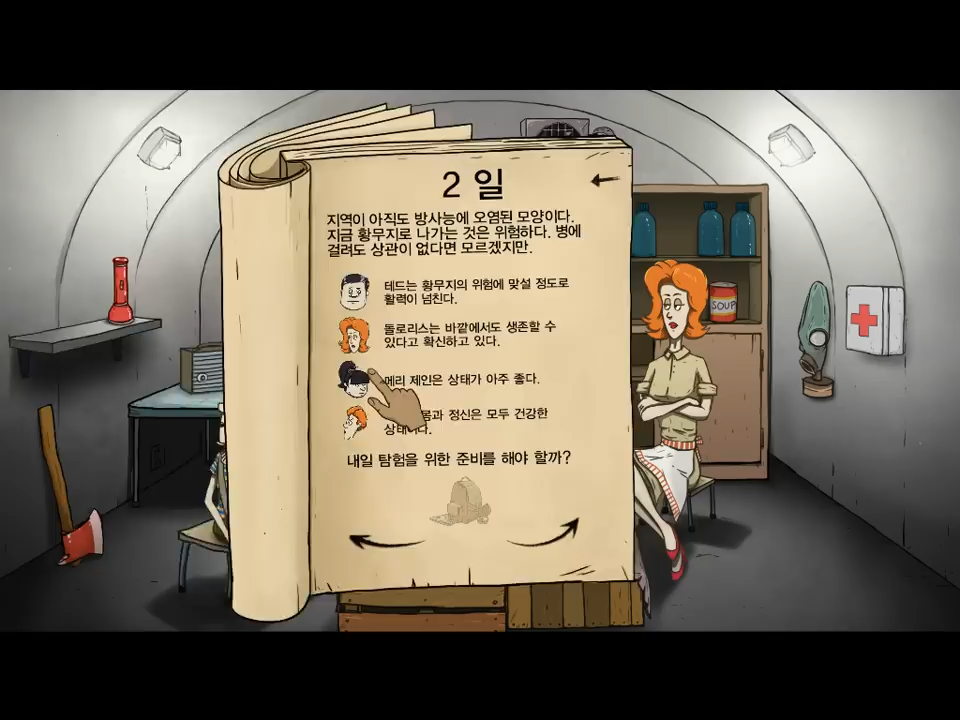 2 일
지역이 아직도 방사능에 오염된 모양이다.
지금 황무지로 나가는 것은 위험하다. 병에
걸려도 상관이 없다면 모르겠지만.
테드는 황무지의 위험에 맞설 정도로
활력이 넘친다.
돌로리스는 바깥에서도 생존할 수
있다고 확신하고 있다.
메리 제인은 상태가 아주 좋다.
몸과 정신은 모두 건강한
내일 탐험을 위한 준비를 해야 할까?
SOUP